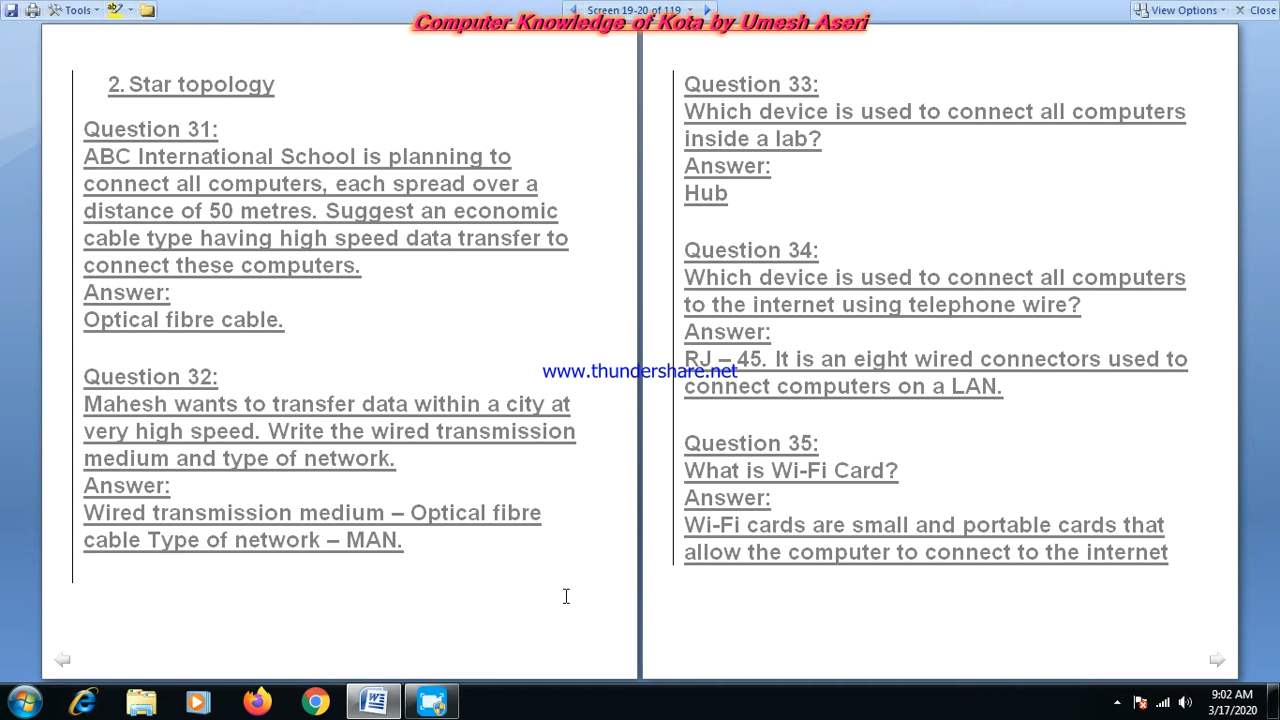 Tools
Screen 19-20 of 119
View Options
Close
Computer Knowledge of Kota by Umesh Aseri
2. Star topology
Question 31:
ABC International School is planning to
connect all computers, each spread over a
distance of 50 metres. Suggest an economic
cable type having high speed data transfer to
connect these computers.
Answer:
Optical fibre cable.
Question 32:
Mahesh wants to transfer data within a city at
very high speed. Write the wired transmission
medium and type of network.
Answer:
Wired transmission medium – Optical fibre
cable Type of network – MAN.
Question 33:
Which device is used to connect all computers
inside a lab?
Answer:
Hub
Question 34:
Which device is used to connect all computers
to the internet using telephone wire?
Answer:
RJ – 45. It is an eight wired connectors used to
connect computers on a LAN.
Question 35:
What is Wi-Fi Card?
Answer:
Wi-Fi cards are small and portable cards that
allow the computer to connect to the internet
www.thundershare.net
9:02 AM
3/17/2020